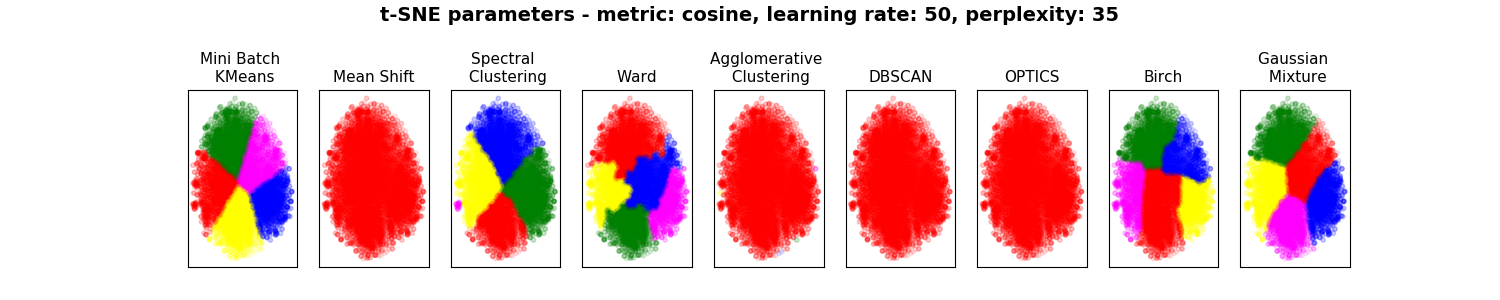 t-SNE parameters - metric: cosine, learning rate: 50, perplexity: 35
Mini Batch
KMeans
Mean Shift
Spectral
Clustering
Ward
Agglomerative
Clustering
DBSCAN
OPTICS
Birch
Gaussian
Mixture